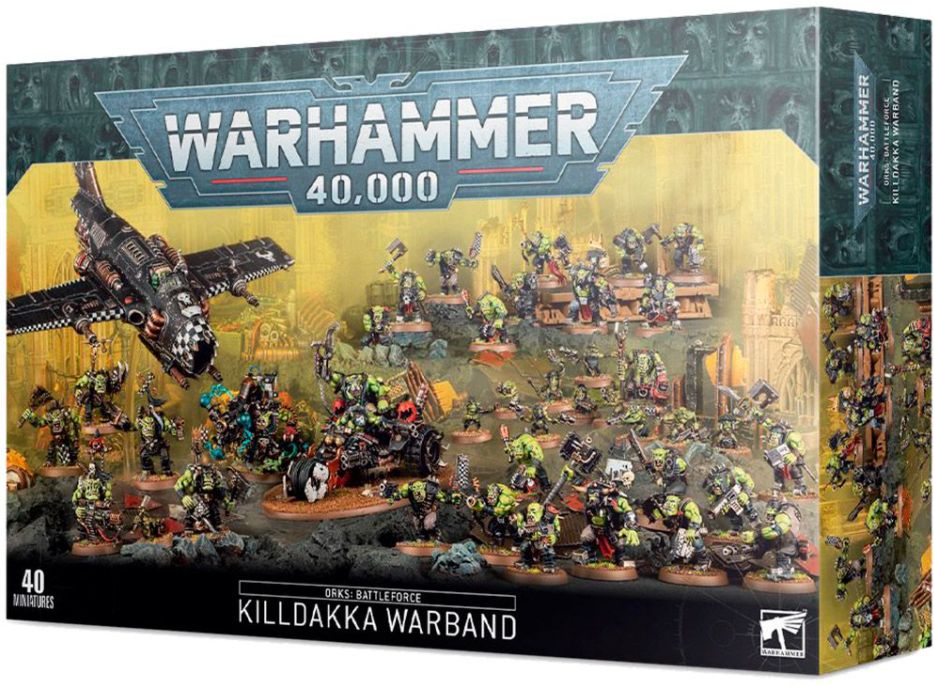 WARHAMMER
40,000
40
MINIATURES
ORKS: BATTLEFORCE
KILLDAKKA WARBAND
WARHAMMER
WARHAMMER
40,000
ORKS: BATTLEFORCE
KILLDAKKA WARBAND